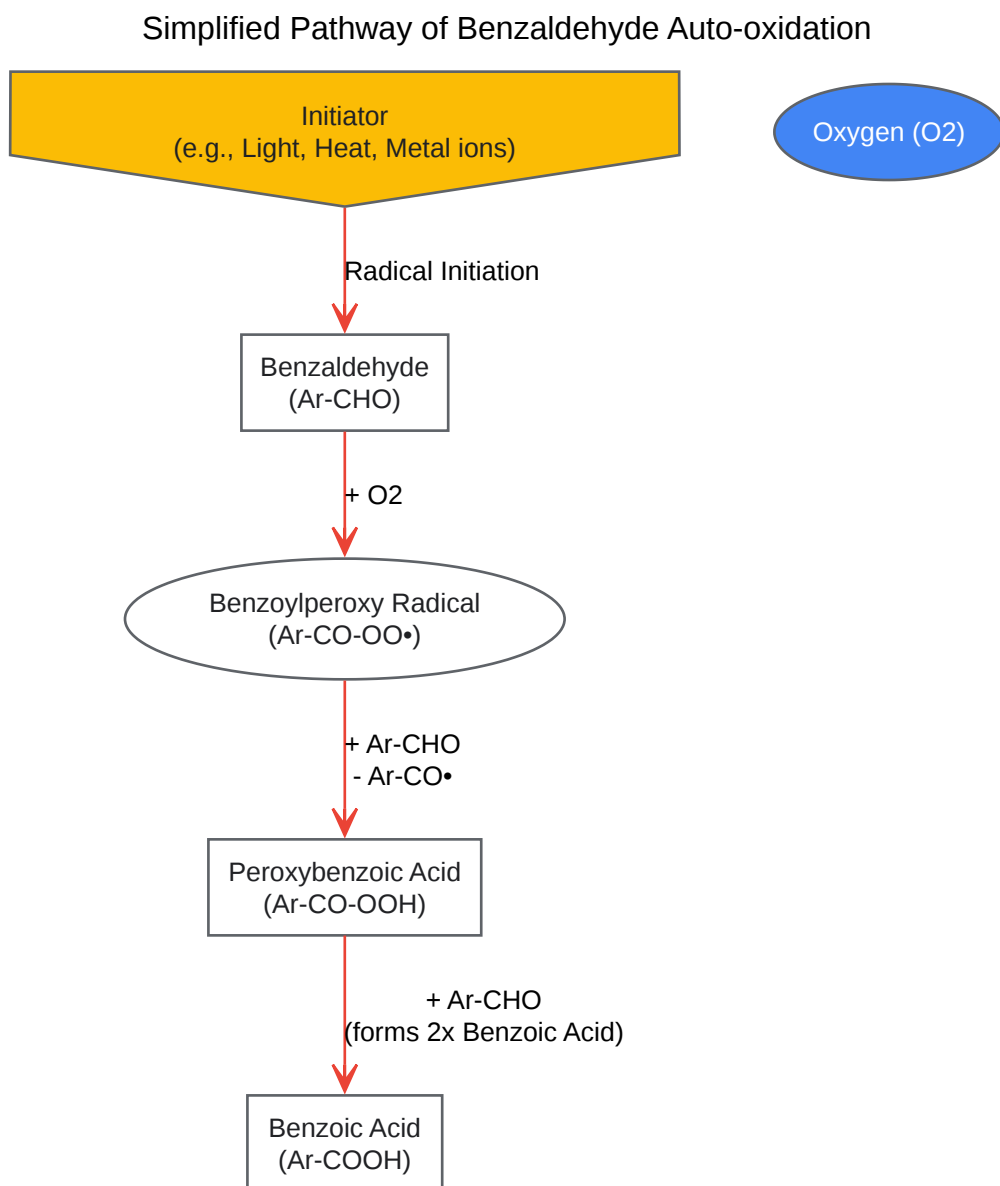 Simplified Pathway of Benzaldehyde Auto-oxidation
Initiator
(e.g., Light, Heat, Metal ions)
Oxygen (O2)
Radical Initiation
Benzaldehyde
(Ar-CHO)
+ O2
Benzoylperoxy Radical
(Ar-CO-OO•)
+ Ar-CHO
- Ar-CO•
Peroxybenzoic Acid
(Ar-CO-OOH)
+ Ar-CHO
(forms 2x Benzoic Acid)
Benzoic Acid
(Ar-COOH)